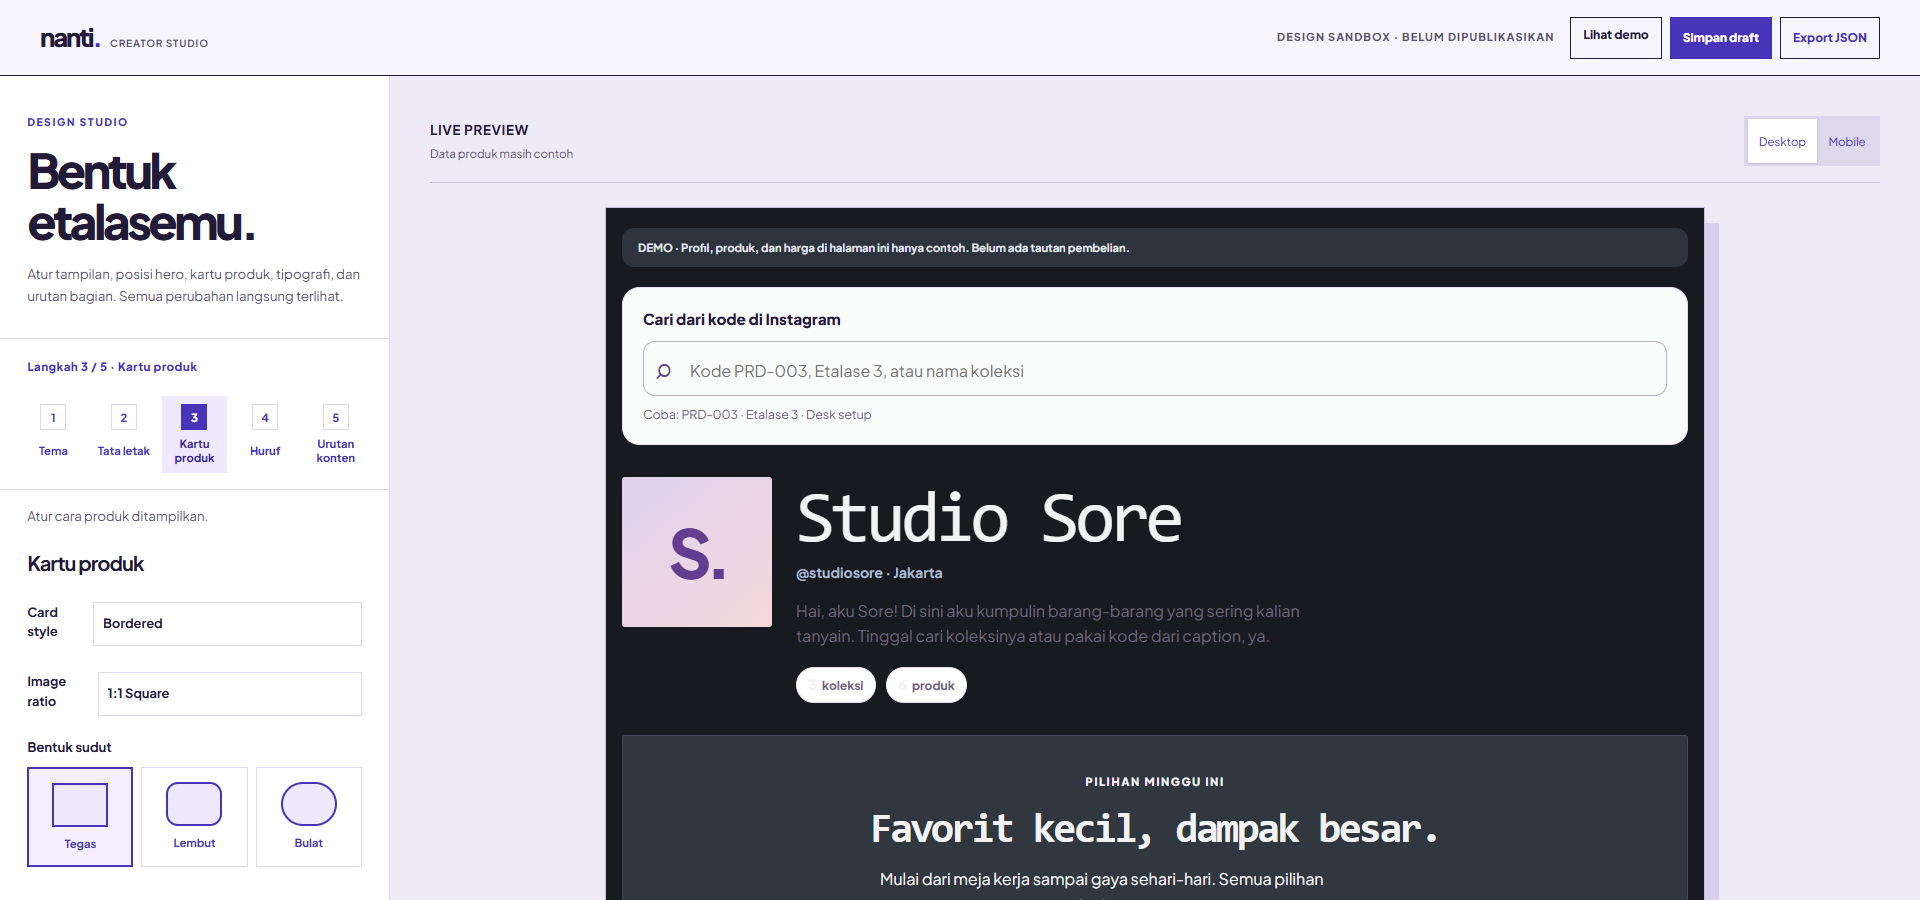 nanti. CREATOR STUDIO
DESIGN SANDBOX · BELUM DIPUBLIKASIKAN
Lihat demo
Simpan draft
Export JSON
DESIGN STUDIO
Bentuk
etalasemu.
Atur tampilan, posisi hero, kartu produk, tipografi, dan
urutan bagian. Semua perubahan langsung terlihat.
Langkah 3 / 5 · Kartu produk
1
Tema
2
Tata letak
3
Kartu
produk
4
Huruf
5
Urutan
konten
Atur cara produk ditampilkan.
Kartu produk
Card
style
Bordered
Image
ratio
1:1 Square
Bentuk sudut
Tegas
Lembut
Bulat
LIVE PREVIEW
Data produk masih contoh
Desktop
Mobile
DEMO · Profil, produk, dan harga di halaman ini hanya contoh. Belum ada tautan pembelian.
Cari dari kode di Instagram
Kode PRD-003, Etalase 3, atau nama koleksi
Coba: PRD-003 · Etalase 3 · Desk setup
S.
Studio Sore
@studiosore · Jakarta
Hai, aku Sore! Di sini aku kumpulin barang-barang yang sering kalian
tanyain. Tinggal cari koleksinya atau pakai kode dari caption, ya.
3 koleksi
6 produk
PILIHAN MINGGU INI
Favorit kecil, dampak besar.
Mulai dari meja kerja sampai gaya sehari-hari. Semua pilihan